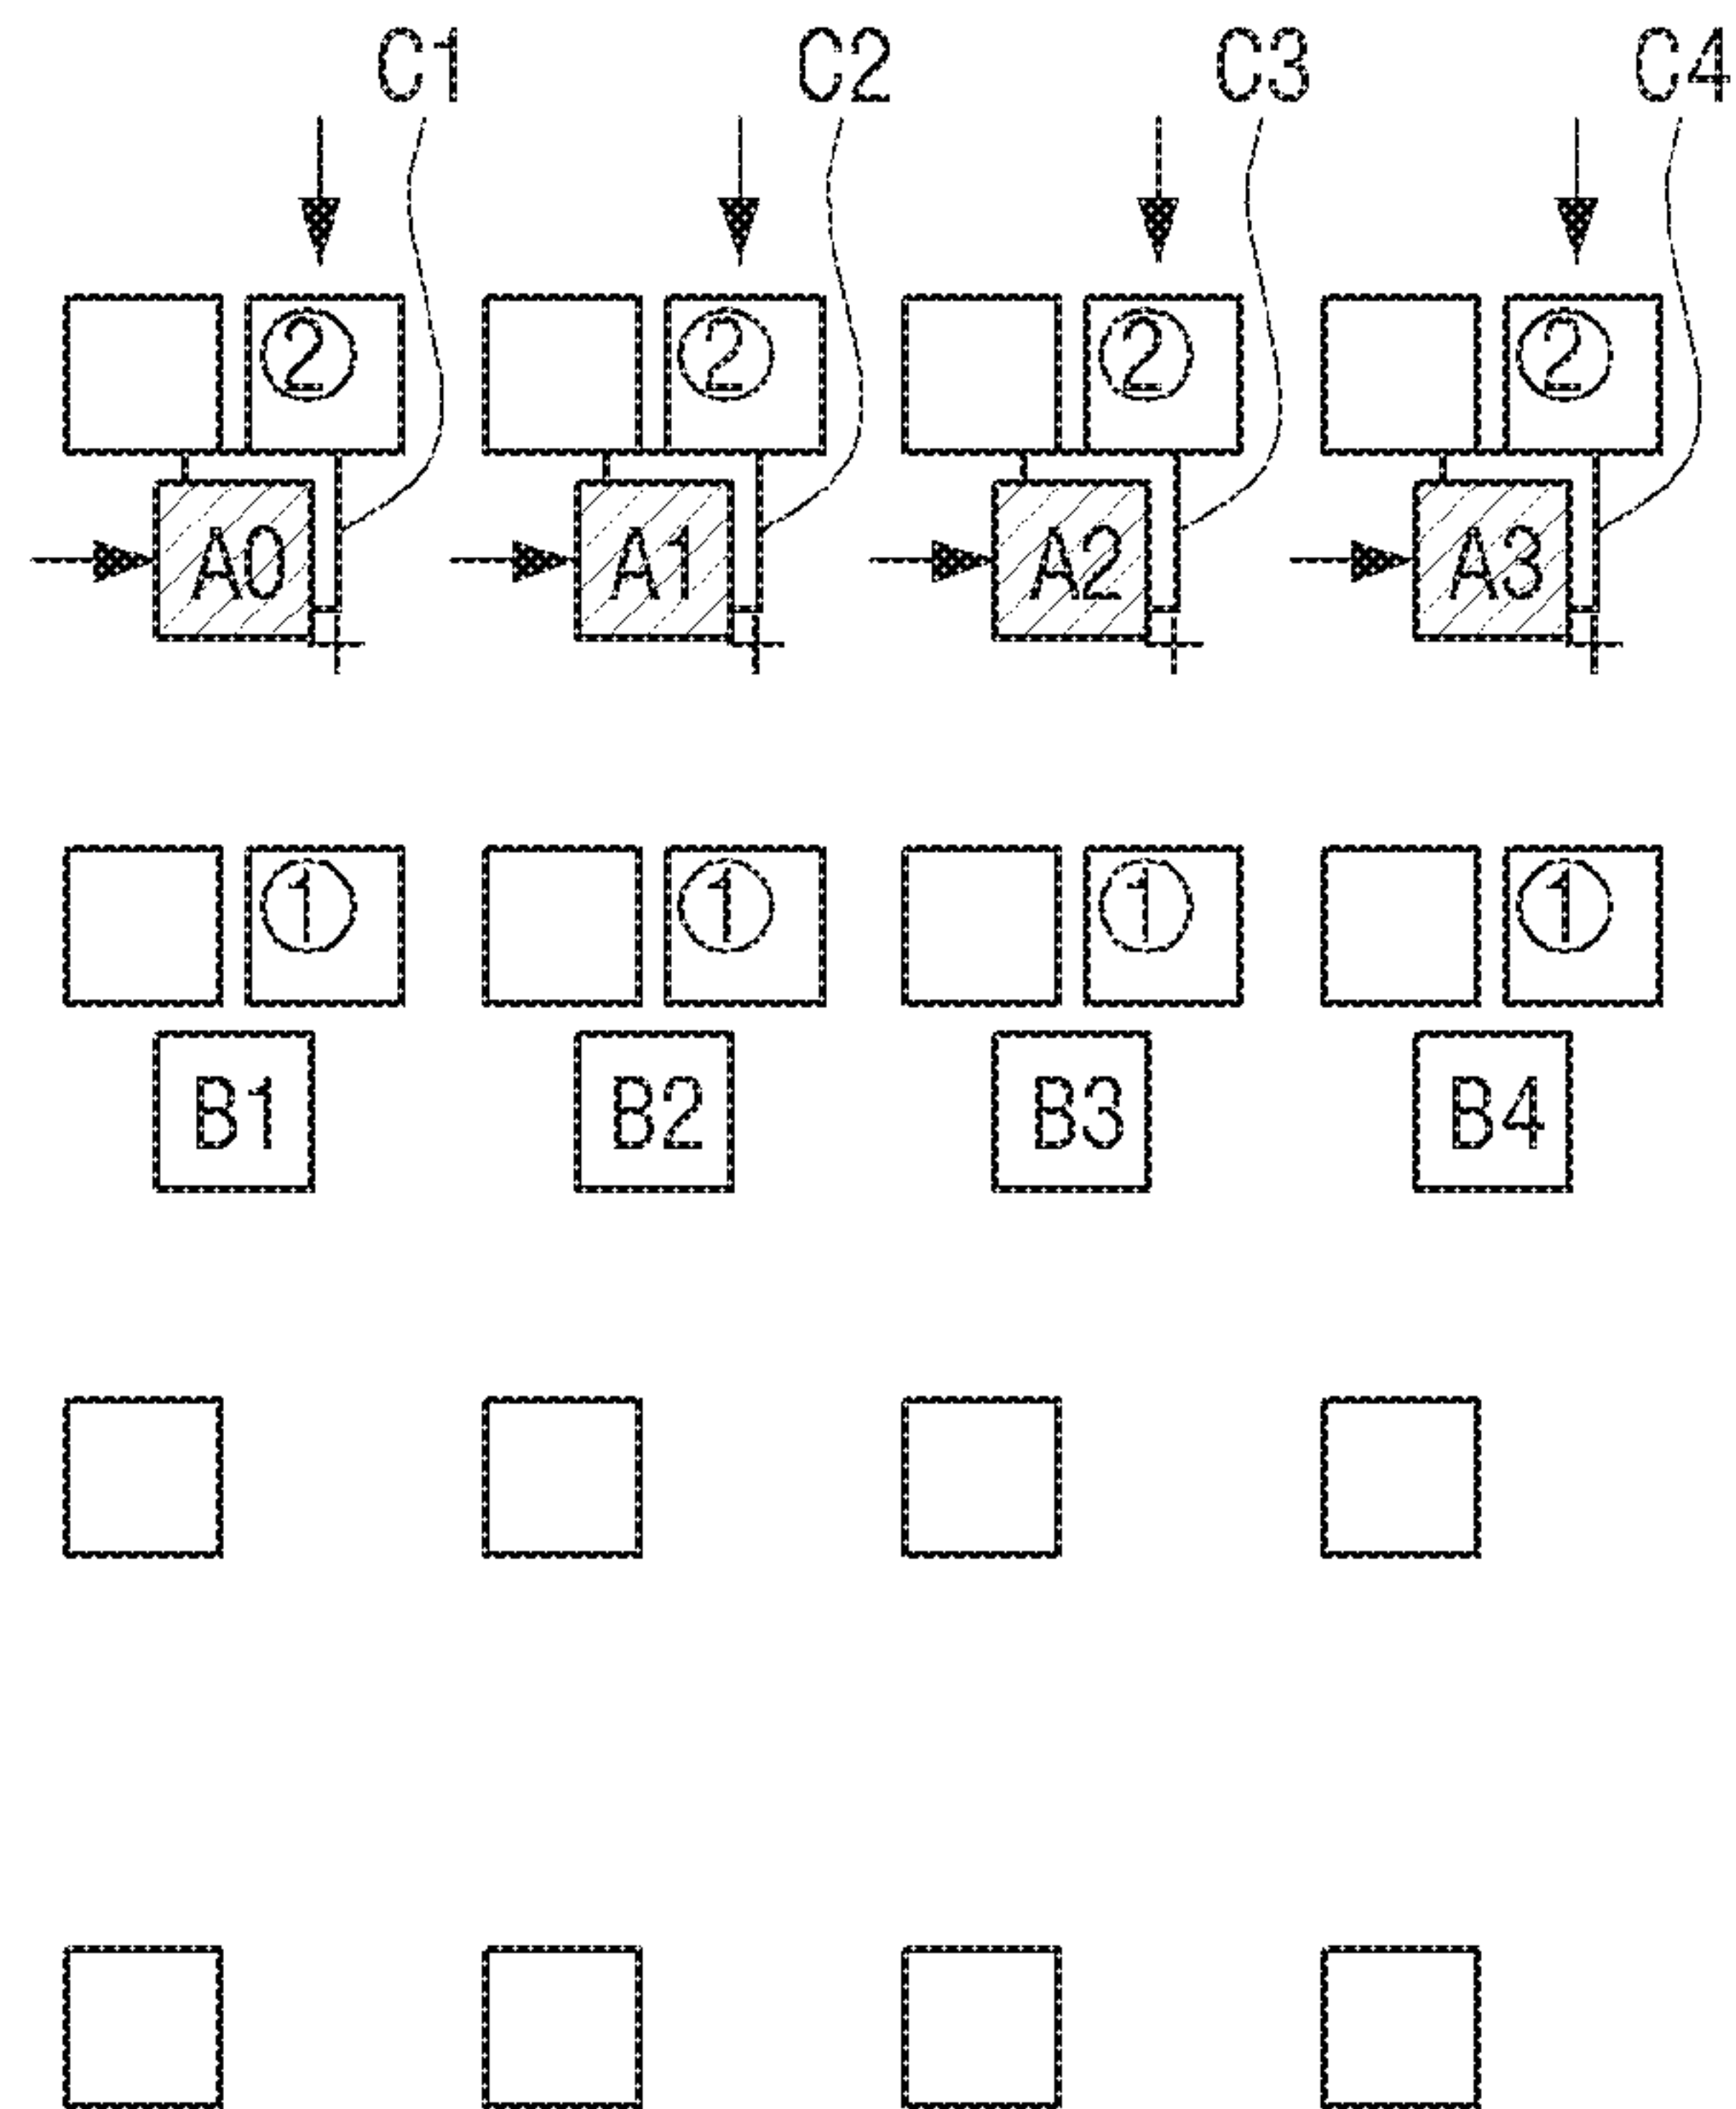 C1 C2 C3 C4
② ② ② ②
A0 A1 A2 A3
① ① ① ①
B1 B2 B3 B4